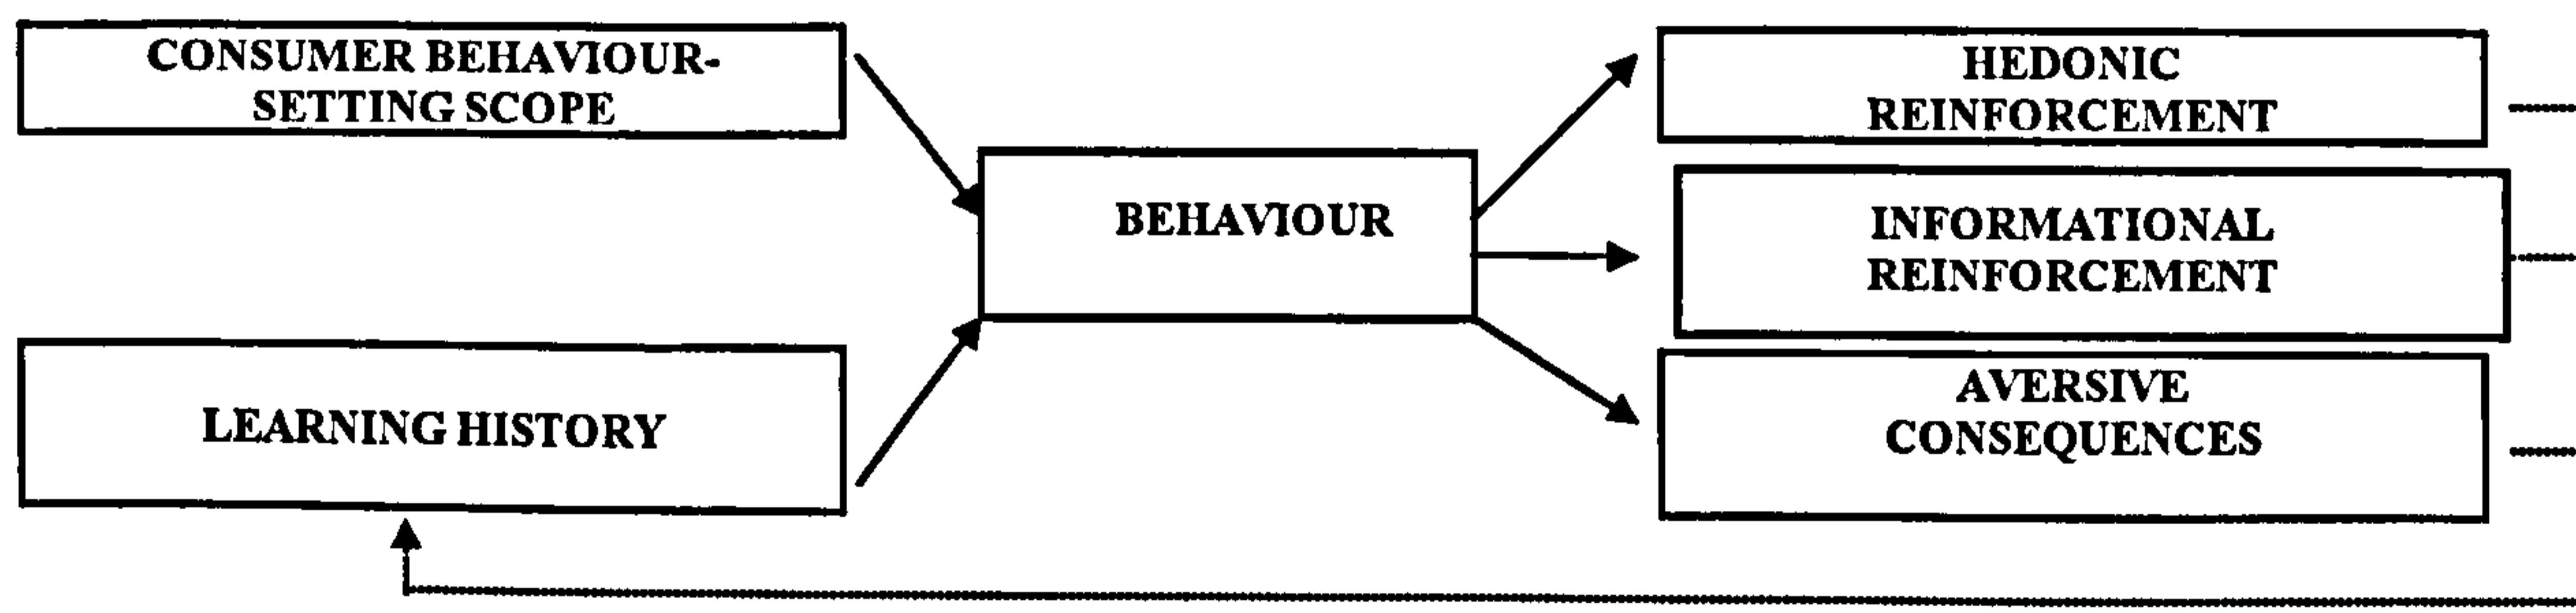 CONSUMER BEHAVIOUR-
SETTING SCOPE
LEARNING HISTORY
BEHAVIOUR
HEDONIC
REINFORCEMENT
INFORMATIONAL
REINFORCEMENT
AVERSIVE
CONSEQUENCES